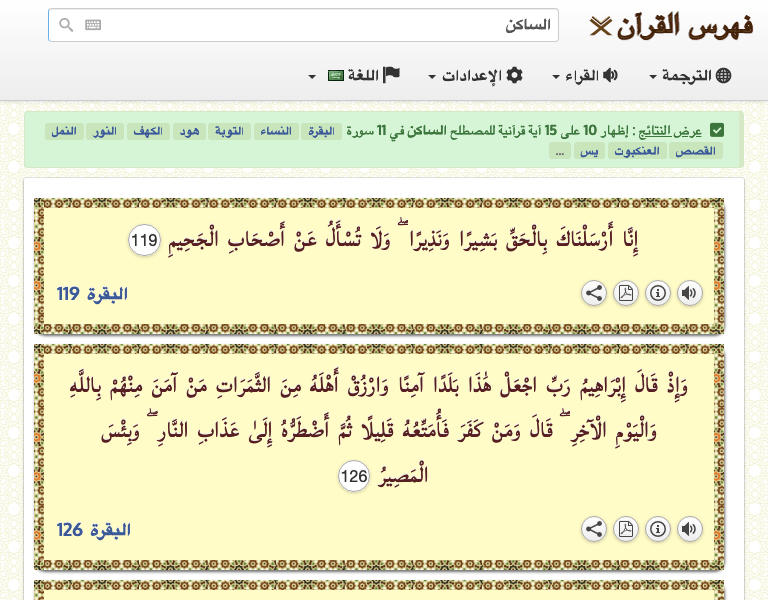 فهرس القرآن
الساكن
الترجمة القراء الإعدادات اللغة
عرض النتائج : إظهار 10 على 15 آية قرآنية للمصطلح الساكن في 11 سورة البقرة النساء التوبة هود الكهف النور النمل
القصص العنكبوت يس ...
إِنَّا أَرْسَلْنَاكَ بِالْحَقِّ بَشِيرًا وَنَذِيرًا ۖ وَلَا تُسْأَلُ عَنْ أَصْحَابِ الْجَحِيمِ 119
البقرة 119
وَإِذْ قَالَ إِبْرَاهِيمُ رَبِّ اجْعَلْ هَٰذَا بَلَدًا آمِنًا وَارْزُقْ أَهْلَهُ مِنَ الثَّمَرَاتِ مَنْ آمَنَ مِنْهُمْ بِاللَّهِ
وَالْيَوْمِ الْآخِرِ ۖ قَالَ وَمَنْ كَفَرَ فَأُمَتِّعُهُ قَلِيلًا ثُمَّ أَضْطَرُّهُ إِلَىٰ عَذَابِ النَّارِ ۖ وَبِئْسَ
الْمَصِيرُ 126
البقرة 126